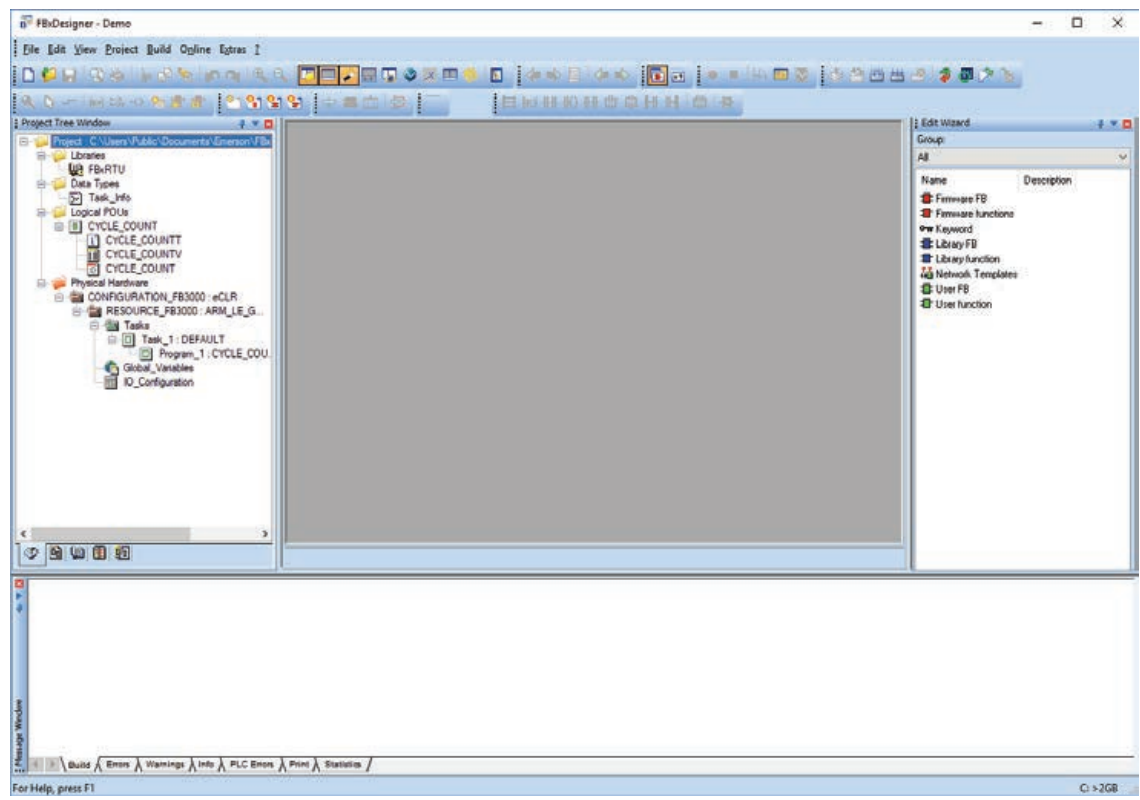 FBxDesigner - Demo
File Edit View Project Build Online Extras ?
Project Tree Window
Project : C:\Users\Public\Documents\Emerson\FBx
Libraries
FBxRTU
Data Types
Task_Info
Logical POUs
CYCLE_COUNT
CYCLE_COUNTT
CYCLE_COUNTV
CYCLE_COUNT
Physical Hardware
CONFIGURATION_FB3000 : eCLR
RESOURCE_FB3000 : ARM_LE_G...
Tasks
Task_1 : DEFAULT
Program_1 : CYCLE_COU.
Global_Variables
IO_Configuration
Edit Wizard
Group:
All
Name Description
Firmware FB
Firmware functions
Keyword
Library FB
Library function
Network Templates
User FB
User function
Message Window
Build Errors Warnings Info PLC Errors Print Statistics
For Help, press F1
C: >2GB